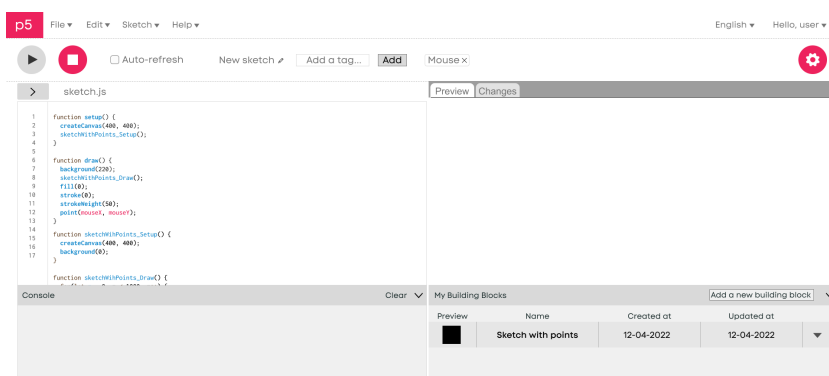 p5 File Edit Sketch Help English Hello, user
Auto-refresh New sketch Add a tag... Add Mouse ×
> sketch.js Preview Changes
1 function setup() {
2 createCanvas(400, 400);
3 sketchWithPoints_Setup();
4 }
5
6 function draw() {
7 background(220);
8 sketchWithPoints_Draw();
9 fill(0);
10 stroke(0);
11 strokeWeight(50);
12 point(mouseX, mouseY);
13 }
14
15 function sketchWihPoints_Setup() {
16 createCanvas(400, 400);
17 background(0);
}
function sketchWihPoints_Draw() {
Console Clear My Building Blocks Add a new building block
Preview Name Created at Updated at
Sketch with points 12-04-2022 12-04-2022